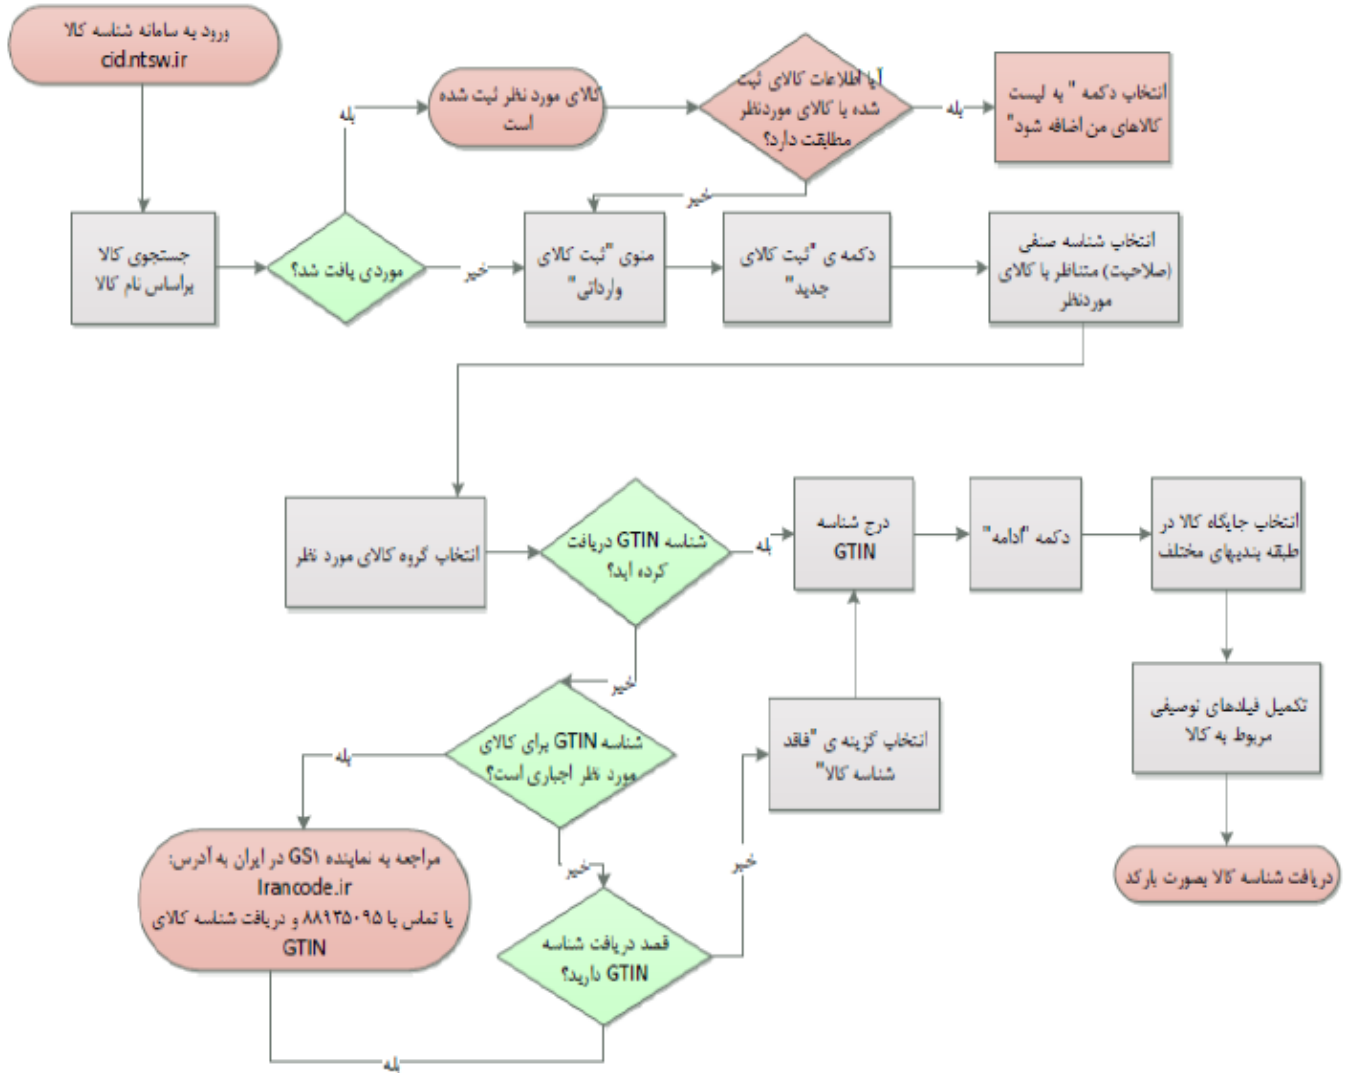 ورود به سامانه شناسه کالا
cid.ntsw.ir
بله
کالای مورد نظر ثبت شده
است
آیا اطلاعات کالای ثبت
شده با کالای موردنظر
مطابقت دارد؟
بله
انتخاب دکمه " به لیست
کالاهای من اضافه شود"
خیر
جستجوی کالا
براساس نام کالا
موردی یافت شد؟
خیر
منوی "ثبت کالای
وارداتی"
دکمه ی "ثبت کالای
جدید"
انتخاب شناسه صنفی
(صلاحیت) متناظر با کالای
موردنظر
انتخاب گروه کالای مورد نظر
شناسه GTIN دریافت
کرده اید؟
بله
درج شناسه
GTIN
دکمه "ادامه"
انتخاب جایگاه کالا در
طبقه بندیهای مختلف
خیر
شناسه GTIN برای کالای
مورد نظر اجباری است؟
بله
انتخاب گزینه ی "فاقد
شناسه کالا"
تکمیل فیلدهای توصیفی
مربوط به کالا
مراجعه به نماینده GS۱ در ایران به آدرس:
Irancode.ir
یا تماس با ۸۸۹۳۵۰۹۵ و دریافت شناسه کالای
GTIN
خیر
خیر
قصد دریافت شناسه
GTIN دارید؟
دریافت شناسه کالا بصورت بارکد
بله